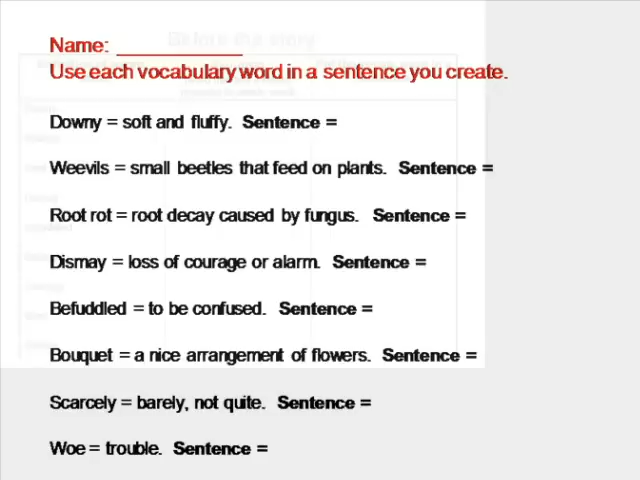 Name: ___________
Use each vocabulary word in a sentence you create.
Downy = soft and fluffy. Sentence =
Weevils = small beetles that feed on plants. Sentence =
Root rot = root decay caused by fungus. Sentence =
Dismay = loss of courage or alarm. Sentence =
Befuddled = to be confused. Sentence =
Bouquet = a nice arrangement of flowers. Sentence =
Scarcely = barely, not quite. Sentence =
Woe = trouble. Sentence =